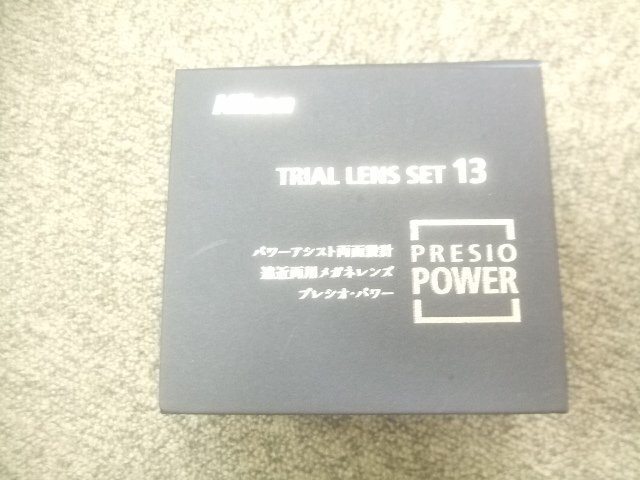 Nikon
TRIAL LENS SET 13
パワーアシスト両面設計
遠近両用メガネレンズ
プレシオ・パワー
PRESIO
POWER